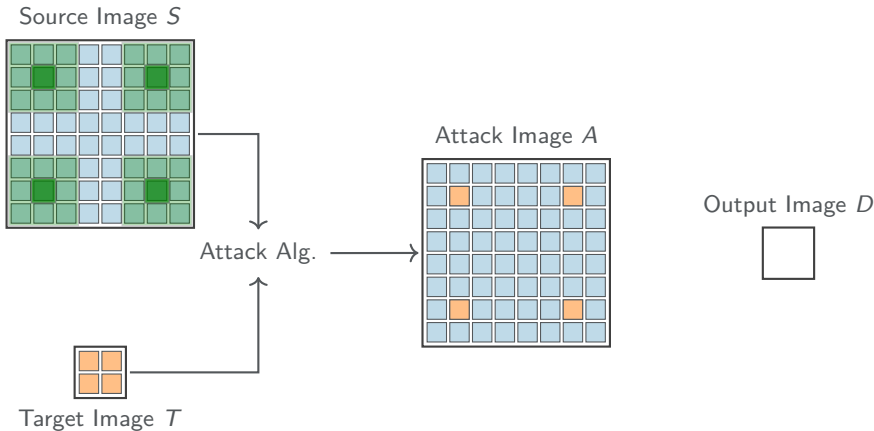 Source Image S
Attack Alg.
Target Image T
Attack Image A
Output Image D